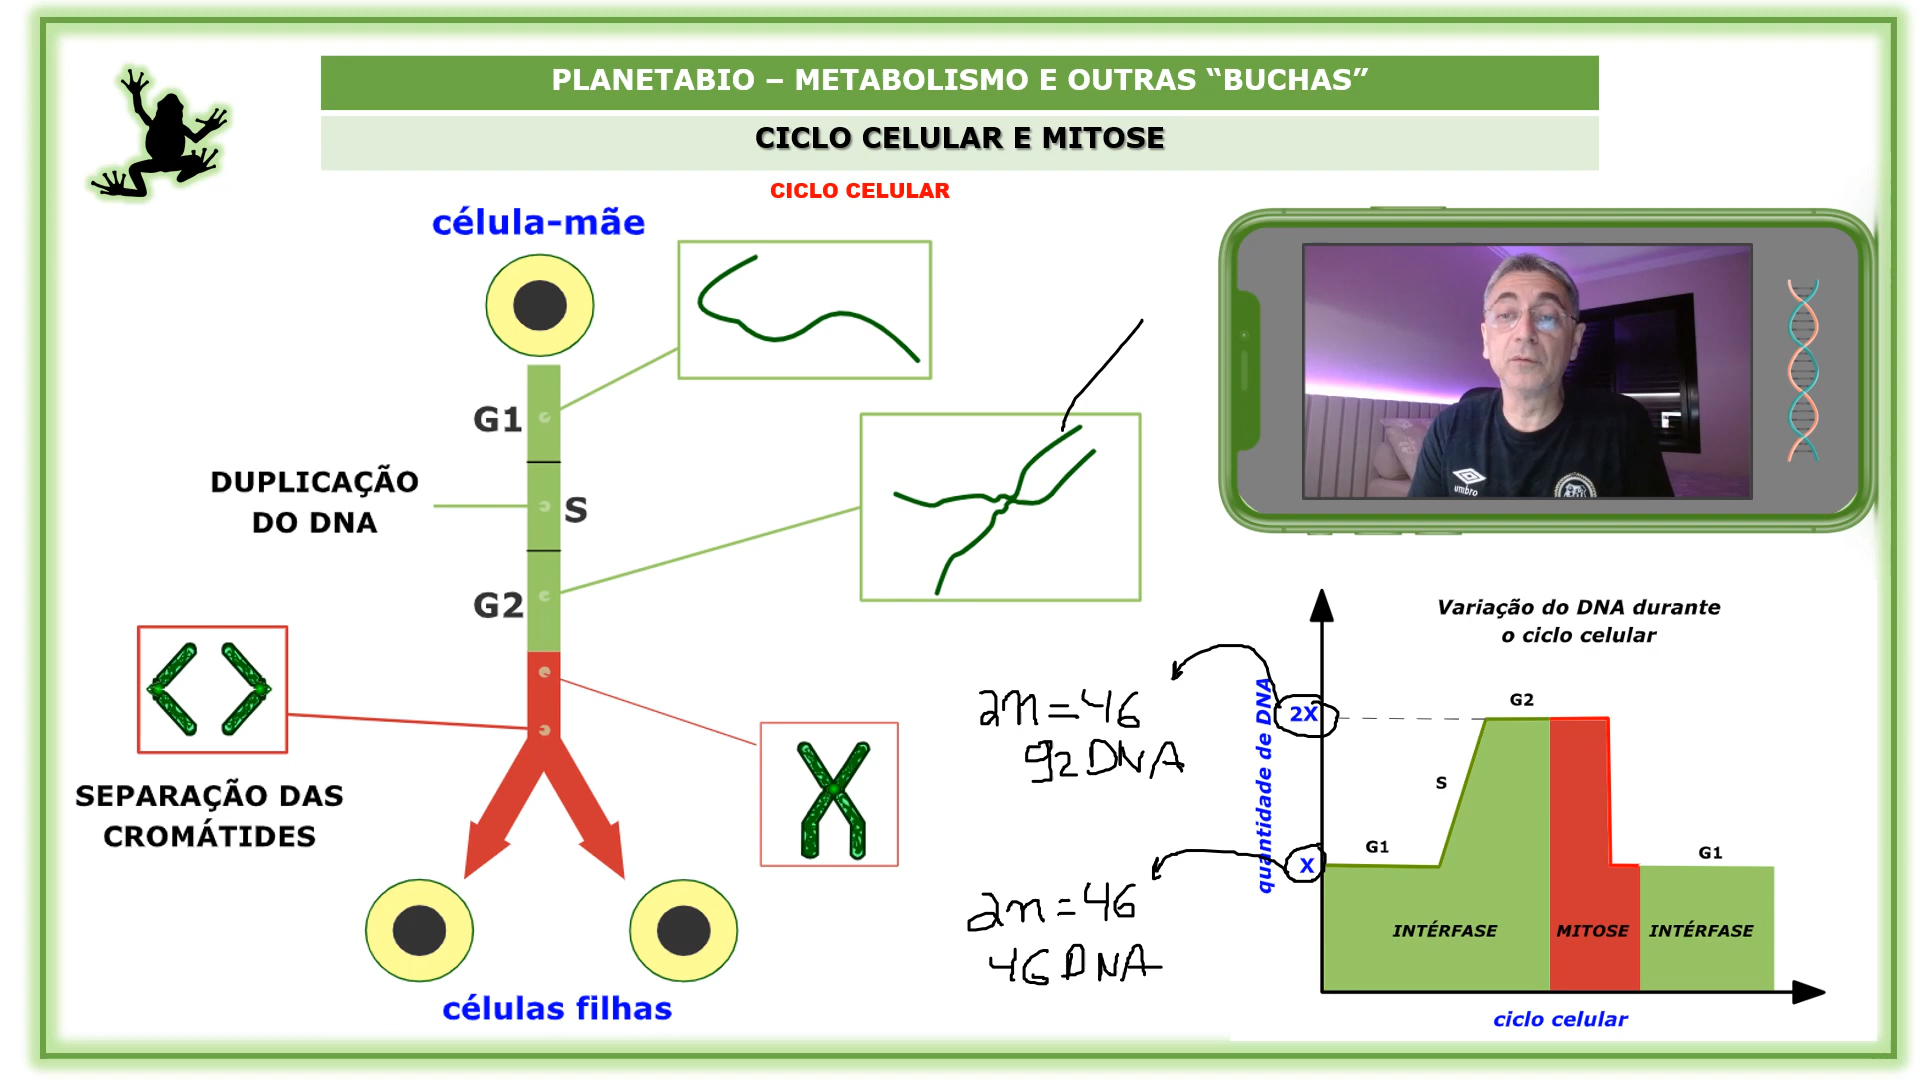 PLANETABIO – METABOLISMO E OUTRAS “BUCHAS”
CICLO CELULAR E MITOSE
CICLO CELULAR
célula-mãe
G1
DUPLICAÇÃO
DO DNA
S
G2
SEPARAÇÃO DAS
CROMÁTIDES
células filhas
2n=46
92 DNA
2n=46
46 DNA
umbro
Variação do DNA durante
o ciclo celular
quantidade de DNA
2X
X
G1
S
G2
G1
INTÉRFASE
MITOSE
INTÉRFASE
ciclo celular